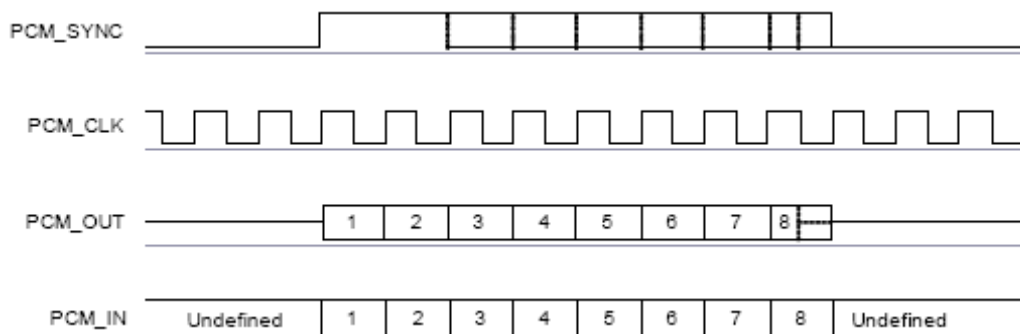 PCM_SYNC
PCM_CLK
PCM_OUT 1 2 3 4 5 6 7 8
PCM_IN Undefined 1 2 3 4 5 6 7 8 Undefined